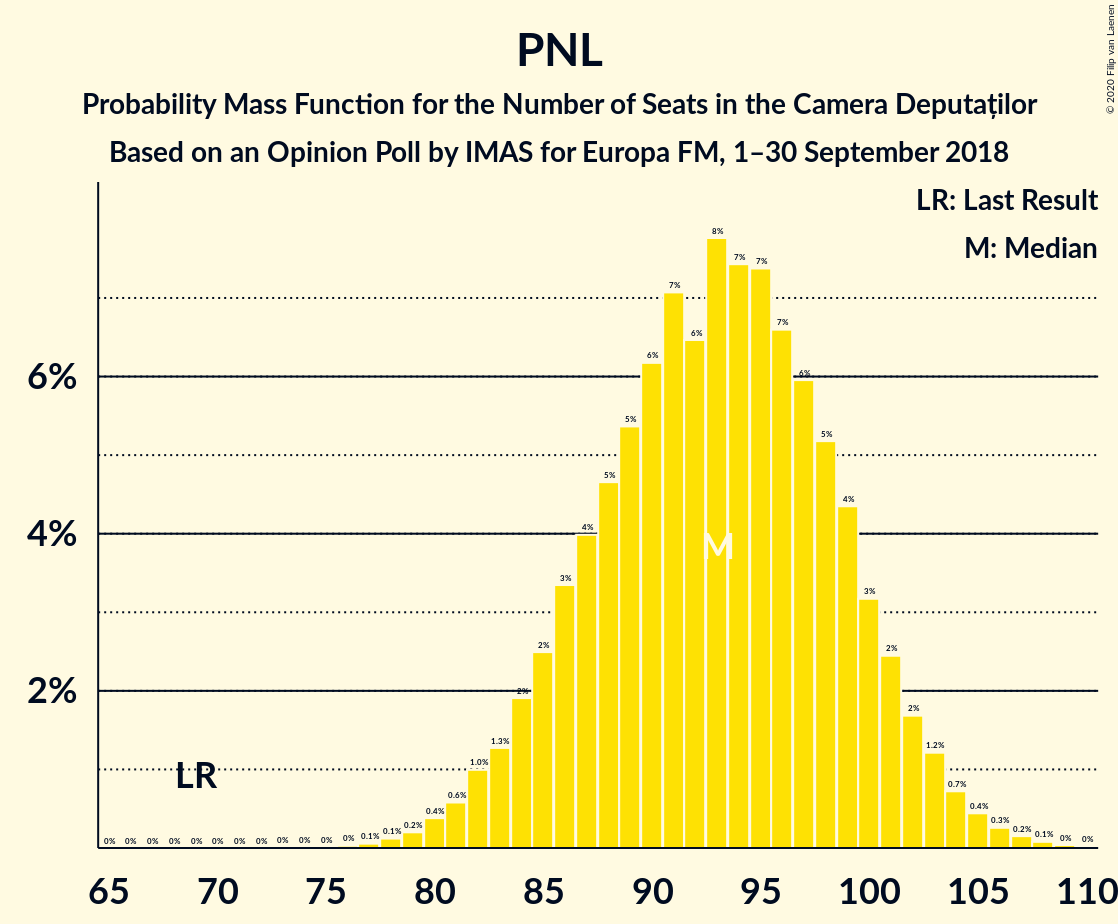 PNL
Probability Mass Function for the Number of Seats in the Camera Deputaților
Based on an Opinion Poll by IMAS for Europa FM, 1–30 September 2018
© 2020 Filip van Laenen
LR: Last Result
M: Median
6%
4%
2%
0% 0% 0% 0% 0% 0% 0% 0% 0% 0% 0% 0% 0.1% 0.1% 0.2% 0.4% 0.6% 1.0% 1.3% 2% 2% 3% 4% 5% 5% 6% 7% 6% 8% 7% 7% 7% 6% 5% 4% 3% 2% 2% 1.2% 0.7% 0.4% 0.3% 0.2% 0.1% 0% 0%
M
LR
65 70 75 80 85 90 95 100 105 110